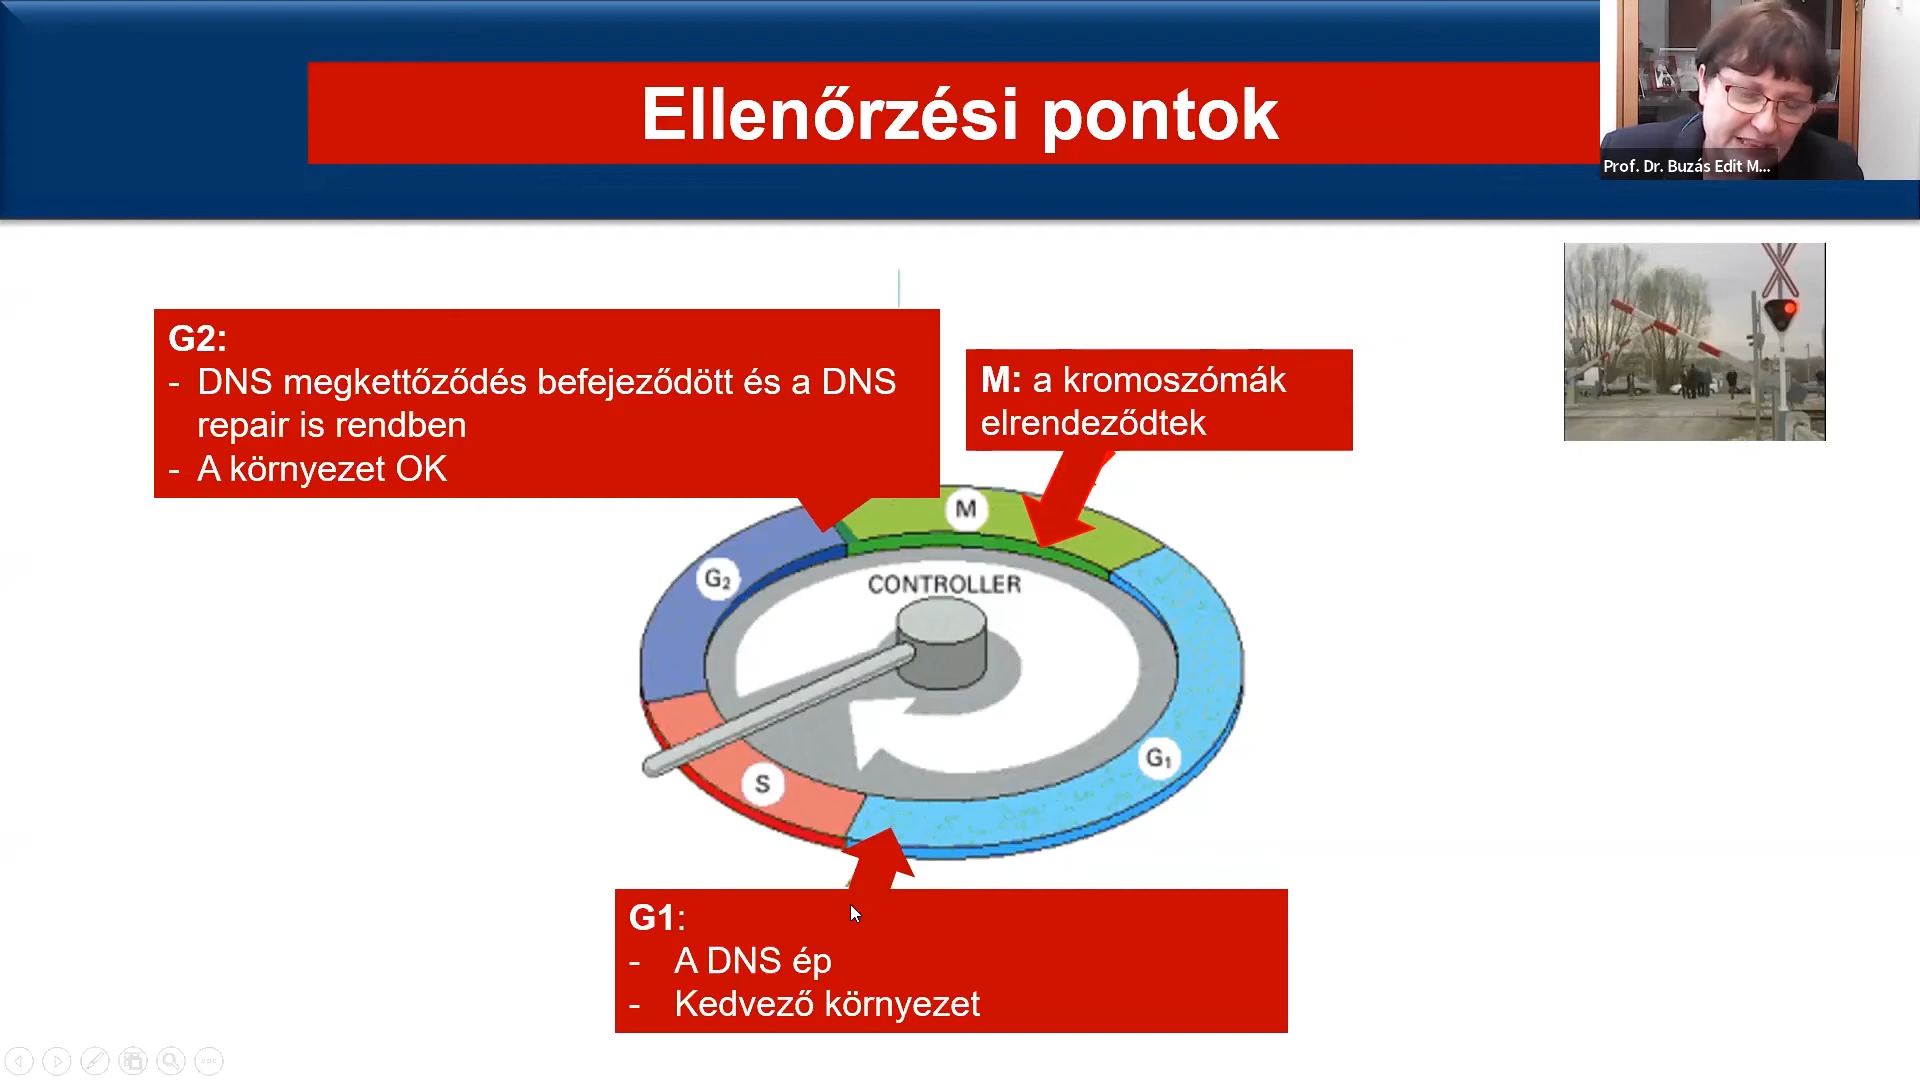 Ellenőrzési pontok
Prof. Dr. Buzás Edit M...
G2:
- DNS megkettőződés befejeződött és a DNS
repair is rendben
- A környezet OK
M: a kromoszómák
elrendeződtek
M
CONTROLLER
G₂
G₁
S
G1:
- A DNS ép
- Kedvező környezet